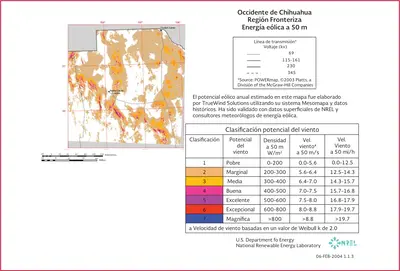 Occidente de Chihuahua
Región Fronteriza
Energía eólica a 50 m
Línea de transmisión*
Voltaje (kv)
69
115-161
230
345
*Source: POWERmap, ©2003 Platts, a
Division of the McGraw-Hill Companies
El potencial eólico anual estimado en este mapa fue elaborado
por TrueWind Solutions utilizando su sistema Mesomapa y datos
históricos. Ha sido validado con datos superficiales de NREL y
consultores meteorólogos de energía eólica.
Clasificación potencial del viento
Clasificación Potencial del viento Densidad a 50 m W/m² Vel. viento* a 50 m/s Vel. Viento a 50 mi/h
1 Pobre 0-200 0.0-5.6 0.0-12.5
2 Marginal 200-300 5.6-6.4 12.5-14.3
3 Media 300-400 6.4-7.0 14.3-15.7
4 Buena 400-500 7.0-7.5 15.7-16.8
5 Excelente 500-600 7.5-8.0 16.8-17.9
6 Excepcional 600-800 8.0-8.8 17.9-19.7
7 Magnífica >800 >8.8 >19.7
a Velocidad de viento basadas en un valor de Weibull k de 2.0
U.S. Department fo Energy
National Renewable Energy Laboratory
NREL
06-FEB-2004 1.1.3